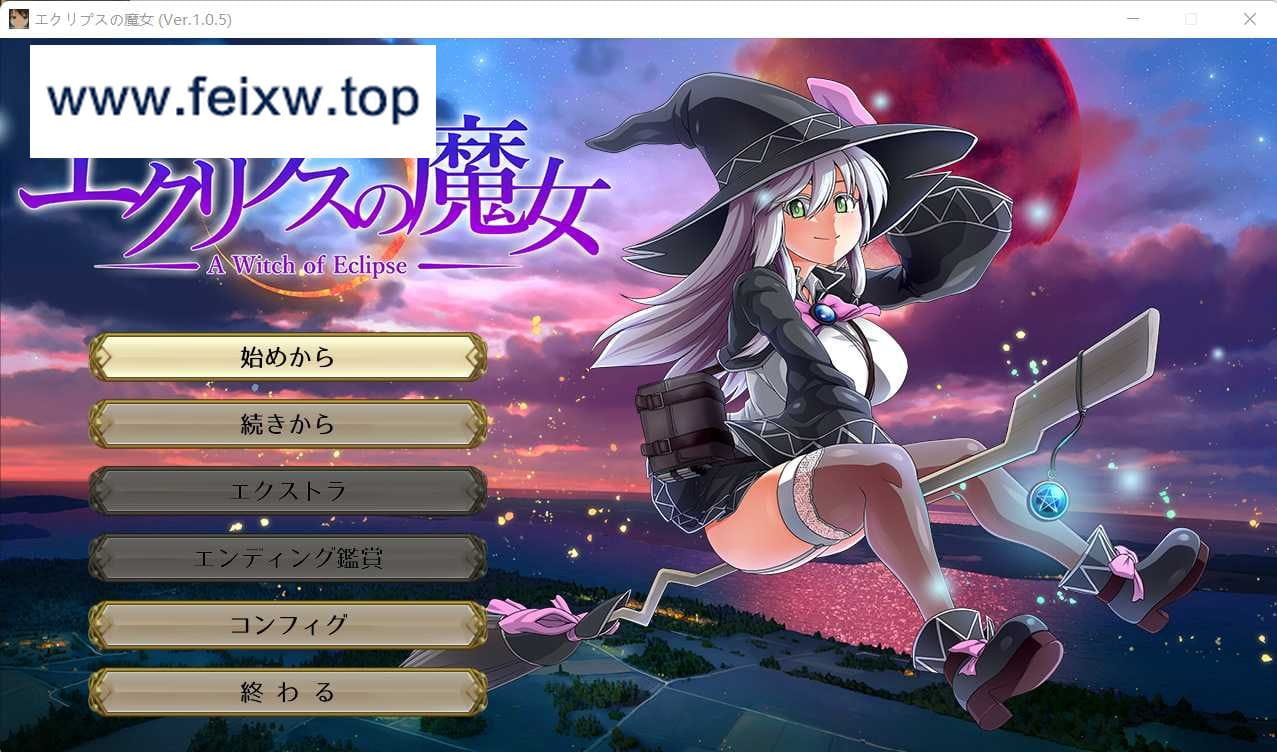 エクリプスの魔女 (Ver.1.0.5)
www.feixw.top
エクリプスの魔女
A Witch of Eclipse
始めから
続きから
エクストラ
エンディング鑑賞
コンフィグ
終わる